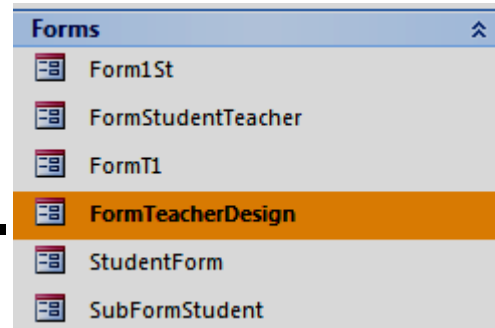 Forms
Form1St
FormStudentTeacher
FormT1
FormTeacherDesign
StudentForm
SubFormStudent